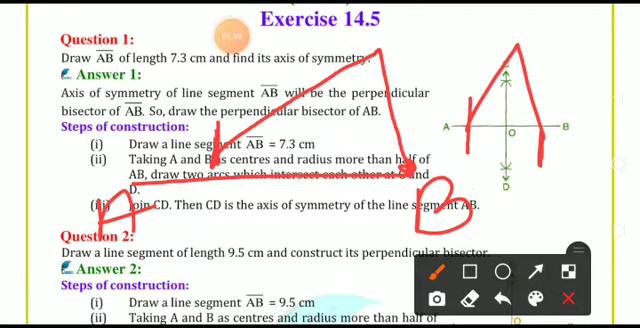 Exercise 14.5
01:09
Question 1:
Draw AB of length 7.3 cm and find its axis of symmetry.
Answer 1:
Axis of symmetry of line segment AB will be the perpendicular
bisector of AB. So, draw the perpendicular bisector of AB.
Steps of construction:
(i) Draw a line segment AB = 7.3 cm
(ii) Taking A and B as centres and radius more than half of
AB, draw two arcs which intersect each other at C and
D.
(iii) Join CD. Then CD is the axis of symmetry of the line segment AB.
A
O
B
D
A
B
Question 2:
Draw a line segment of length 9.5 cm and construct its perpendicular bisector.
Answer 2:
Steps of construction:
(i) Draw a line segment AB = 9.5 cm
(ii) Taking A and B as centres and radius more than half of